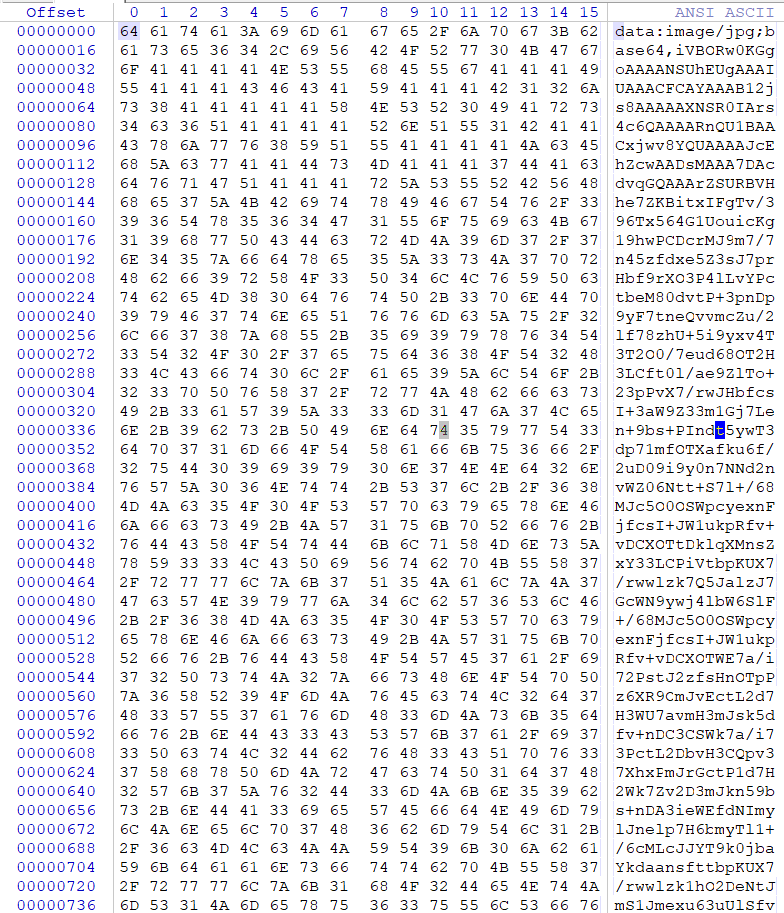 Offset 0 1 2 3 4 5 6 7 8 9 10 11 12 13 14 15 ANSI ASCII
00000000 64 61 74 61 3A 69 6D 61 67 65 2F 6A 70 67 3B 62 data:image/jpg;b
00000016 61 73 65 36 34 2C 69 56 42 4F 52 77 30 4B 47 67 ase64,iVBORw0KGg
00000032 6F 41 41 41 41 4E 53 55 68 45 55 67 41 41 41 49 oAAAANSUhEUgAAAI
00000048 55 41 41 41 43 46 43 41 59 41 41 41 42 31 32 6A UAAACFCAYAAAB12j
00000064 73 38 41 41 41 41 41 58 4E 53 52 30 49 41 72 73 s8AAAAAXNSR0IArs
00000080 34 63 36 51 41 41 41 41 52 6E 51 55 31 42 41 41 4c6QAAAARnQU1BAA
00000096 43 78 6A 77 76 38 59 51 55 41 41 41 41 4A 63 45 Cxjwv8YQUAAAAJcE
00000112 68 5A 63 77 41 41 44 73 4D 41 41 41 37 44 41 63 hZcwAADsMAAA7DAc
00000128 64 76 71 47 51 41 41 41 72 5A 53 55 52 42 56 48 dvqGQAAArZSURBVH
00000144 68 65 37 5A 4B 42 69 74 78 49 46 67 54 76 2F 33 he7ZKBitxIFgTv/3
00000160 39 36 54 78 35 36 34 47 31 55 6F 75 69 63 4B 67 96Tx564G1UouicKg
00000176 31 39 68 77 50 43 44 63 72 4D 4A 39 6D 37 2F 37 19hwPCDcrMJ9m7/7
00000192 6E 34 35 7A 66 64 78 65 35 5A 33 73 4A 37 70 72 n45zfdxe5Z3sJ7pr
00000208 48 62 66 39 72 58 4F 33 50 34 6C 4C 76 59 50 63 Hbf9rXO3P4lLvYPc
00000224 74 62 65 4D 38 30 64 76 74 50 2B 33 70 6E 44 70 tbeM80dvtP+3pnDp
00000240 39 79 46 37 74 6E 65 51 76 76 6D 63 5A 75 2F 32 9yF7tneQvvmcZu/2
00000256 6C 66 37 38 7A 68 55 2B 35 69 39 79 78 76 34 54 lf78zhU+5i9yxv4T
00000272 33 54 32 4F 30 2F 37 65 75 64 36 38 4F 54 32 48 3T2O0/7eud68OT2H
00000288 33 4C 43 66 74 30 6C 2F 61 65 39 5A 6C 54 6F 2B 3LCft0l/ae9ZlTo+
00000304 32 33 70 50 76 58 37 2F 72 77 4A 48 62 66 63 73 23pPvX7/rwJHbfcs
00000320 49 2B 33 61 57 39 5A 33 33 6D 31 47 6A 37 4C 65 I+3aW9Z33m1Gj7Le
00000336 6E 2B 39 62 73 2B 50 49 6E 64 74 35 79 77 54 33 n+9bs+PIndt5ywT3
00000352 64 70 37 31 6D 66 4F 54 58 61 66 6B 75 36 66 2F dp71mfOTXafku6f/
00000368 32 75 44 30 39 69 39 79 30 6E 37 4E 4E 64 32 6E 2uD09i9y0n7NNd2n
00000384 76 57 5A 30 36 4E 74 74 2B 53 37 6C 2B 2F 36 38 vWZ06Ntt+S7l+/68
00000400 4D 4A 63 35 4F 30 4F 53 57 70 63 79 65 78 6E 46 MJc5O0OSWpcyexnF
00000416 6A 66 63 73 49 2B 4A 57 31 75 6B 70 52 66 76 2B jfcsI+JW1ukpRfv+
00000432 76 44 43 58 4F 54 74 44 6B 6C 71 58 4D 6E 73 5A vDCXOTtDklqXMnsZ
00000448 78 59 33 33 4C 43 50 69 56 74 62 70 4B 55 58 37 xY33LCPiVtbpKUX7
00000464 2F 72 77 77 6C 7A 6B 37 51 35 4A 61 6C 7A 4A 37 /rwwlzk7Q5JalzJ7
00000480 47 63 57 4E 39 79 77 6A 34 6C 62 57 36 53 6C 46 GcWN9ywj4lbW6SlF
00000496 2B 2F 36 38 4D 4A 63 35 4F 30 4F 53 57 70 63 79 +/68MJc5O0OSWpcy
00000512 65 78 6E 46 6A 66 63 73 49 2B 4A 57 31 75 6B 70 exnFjfcsI+JW1ukp
00000528 52 66 76 2B 76 44 43 58 4F 54 57 45 37 61 2F 69 Rfv+vDCXOTWE7a/i
00000544 37 32 50 73 74 4A 32 7A 66 73 48 6E 4F 54 70 50 72PstJ2zfsHnOTpP
00000560 7A 36 58 52 39 4F 6D 4A 76 45 63 74 4C 32 64 37 z6XR9CmJvEctL2d7
00000576 48 33 57 55 37 61 76 6D 48 33 6D 4A 73 6B 35 64 H3WU7avmH3mJsk5d
00000592 66 76 2B 6E 44 43 33 43 53 57 6B 37 61 2F 69 37 fv+nDC3CSWk7a/i7
00000608 33 50 63 74 4C 32 44 62 76 48 33 43 51 70 76 33 3PctL2DbvH3CQpv3
00000624 37 58 68 78 50 6D 4A 72 47 63 74 50 31 64 37 48 7XhxPmJrGctP1d7H
00000640 32 57 6B 37 5A 76 32 44 33 6D 4A 6B 6E 35 39 62 2Wk7Zv2D3mJkn59b
00000656 73 2B 6E 44 41 33 69 65 57 45 66 64 4E 49 6D 79 s+nDA3ieWEfdNImy
00000672 6C 4A 6E 65 6C 70 37 48 36 62 6D 79 54 6C 31 2B lJnelp7H6bmyTl1+
00000688 2F 36 63 4D 4C 63 4A 4A 59 54 39 6B 30 6A 62 61 /6cMLcJJYT9k0jba
00000704 59 6B 64 61 61 6E 73 66 74 74 62 70 4B 55 58 37 Ykdaansfttbp​KUX7
00000720 2F 72 77 77 6C 7A 6B 31 68 4F 32 44 65 4E 74 4A /rwwlzk1hO2DeNtJ
00000736 6D 53 31 4A 6D 65 78 75 36 33 75 55 6C 53 66 76 mS1Jmexu63uUlSfv